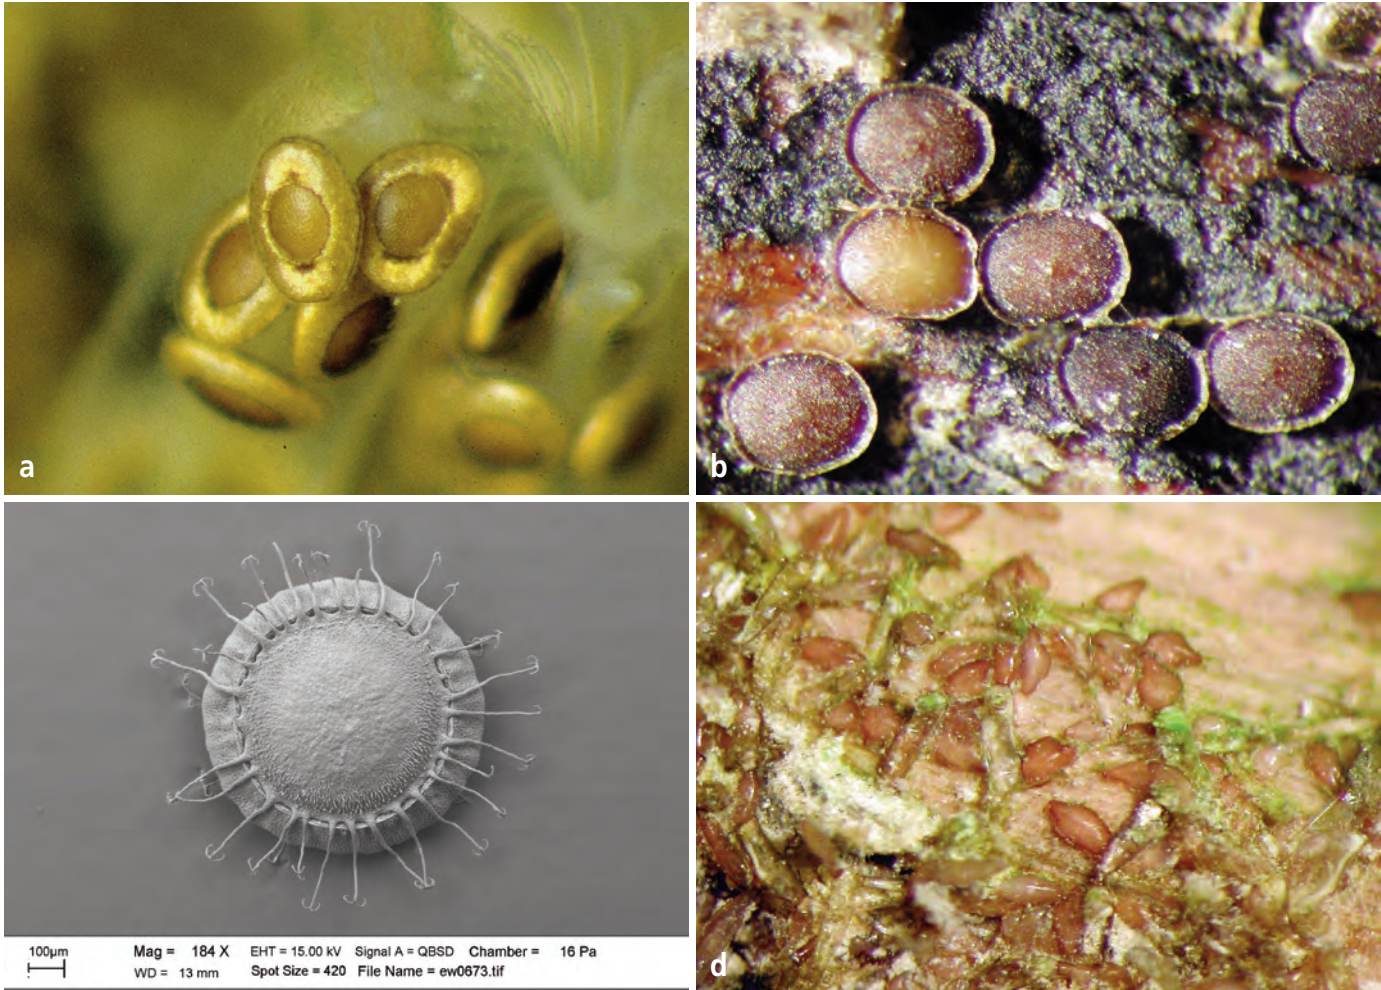 a
b
100µm
Mag = 184 X EHT = 15.00 kV Signal A = QBSD Chamber = 16 Pa
WD = 13 mm Spot Size = 420 File Name = ew0673.tif
d